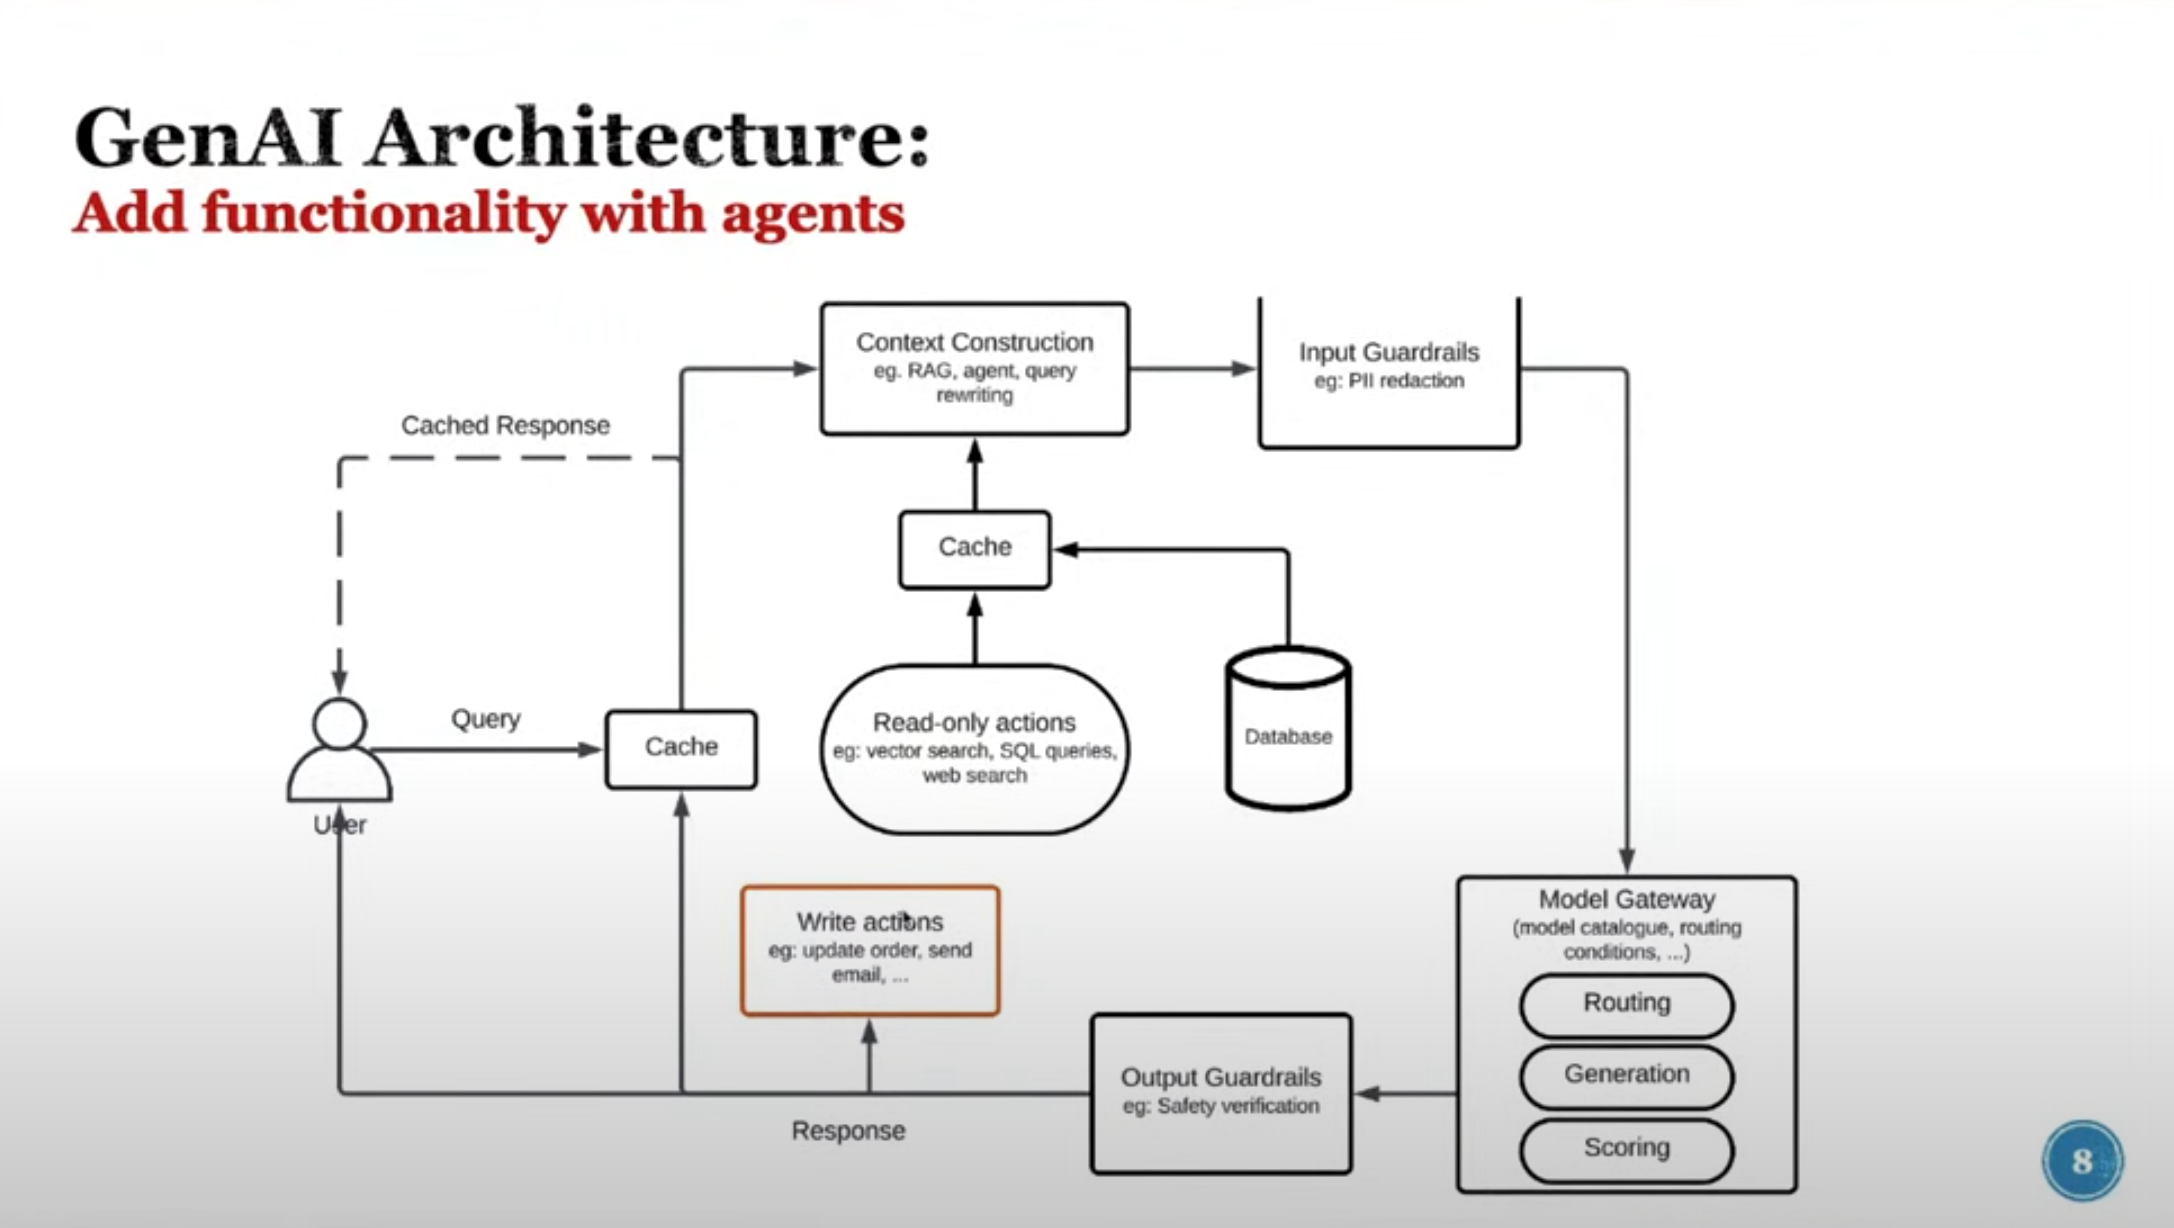 GenAI Architecture:
Add functionality with agents
Context Construction
eg. RAG, agent, query
rewriting
Input Guardrails
eg: PII redaction
Cached Response
Cache
Query
Cache
Read-only actions
eg: vector search, SQL queries,
web search
Database
User
Write actions
eg: update order, send
email, ...
Model Gateway
(model catalogue, routing
conditions, ...)
Routing
Generation
Scoring
Output Guardrails
eg: Safety verification
Response
8